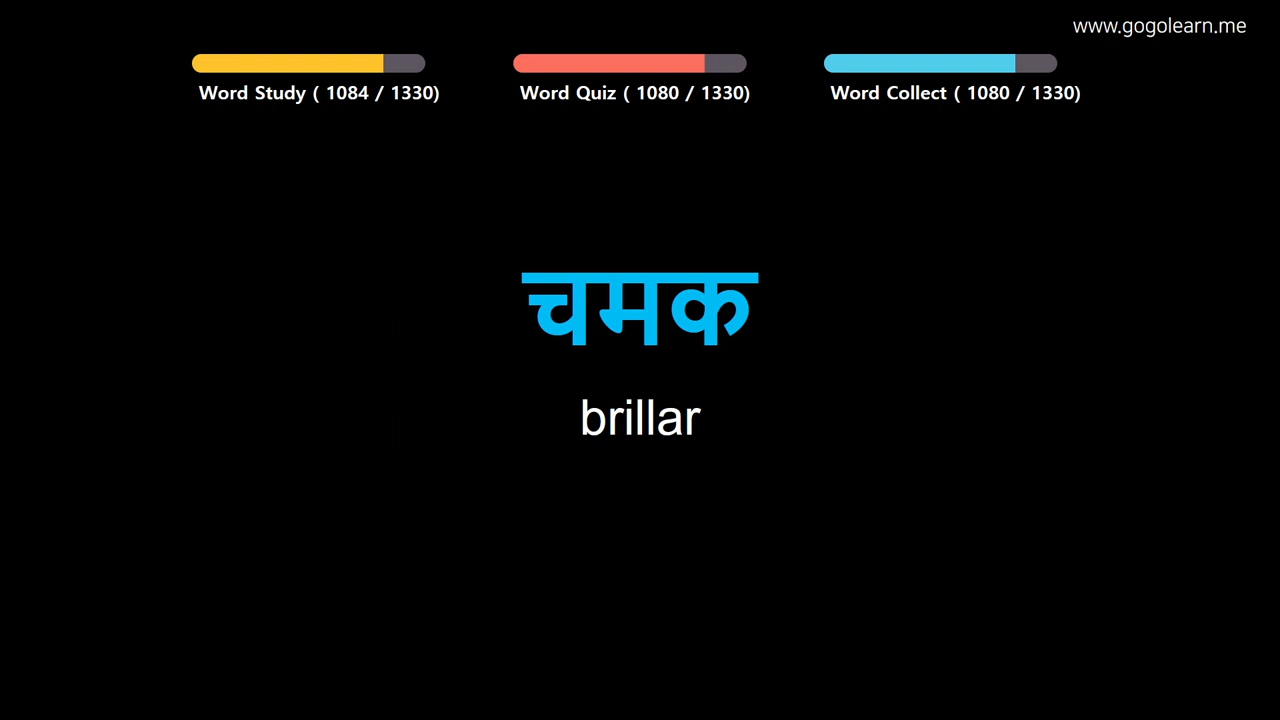 www.gogolearn.me
Word Study ( 1084 / 1330)
Word Quiz ( 1080 / 1330)
Word Collect ( 1080 / 1330)
चमक
brillar